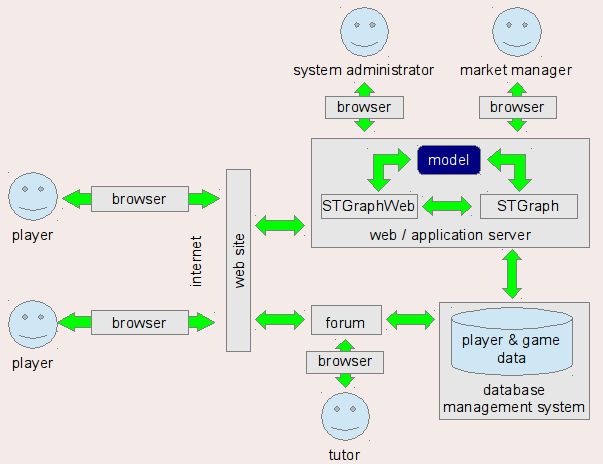 system administrator
market manager
browser
browser
model
STGraphWeb
STGraph
web / application server
browser
player
internet
web site
browser
player
forum
browser
tutor
player & game
data
database
management system